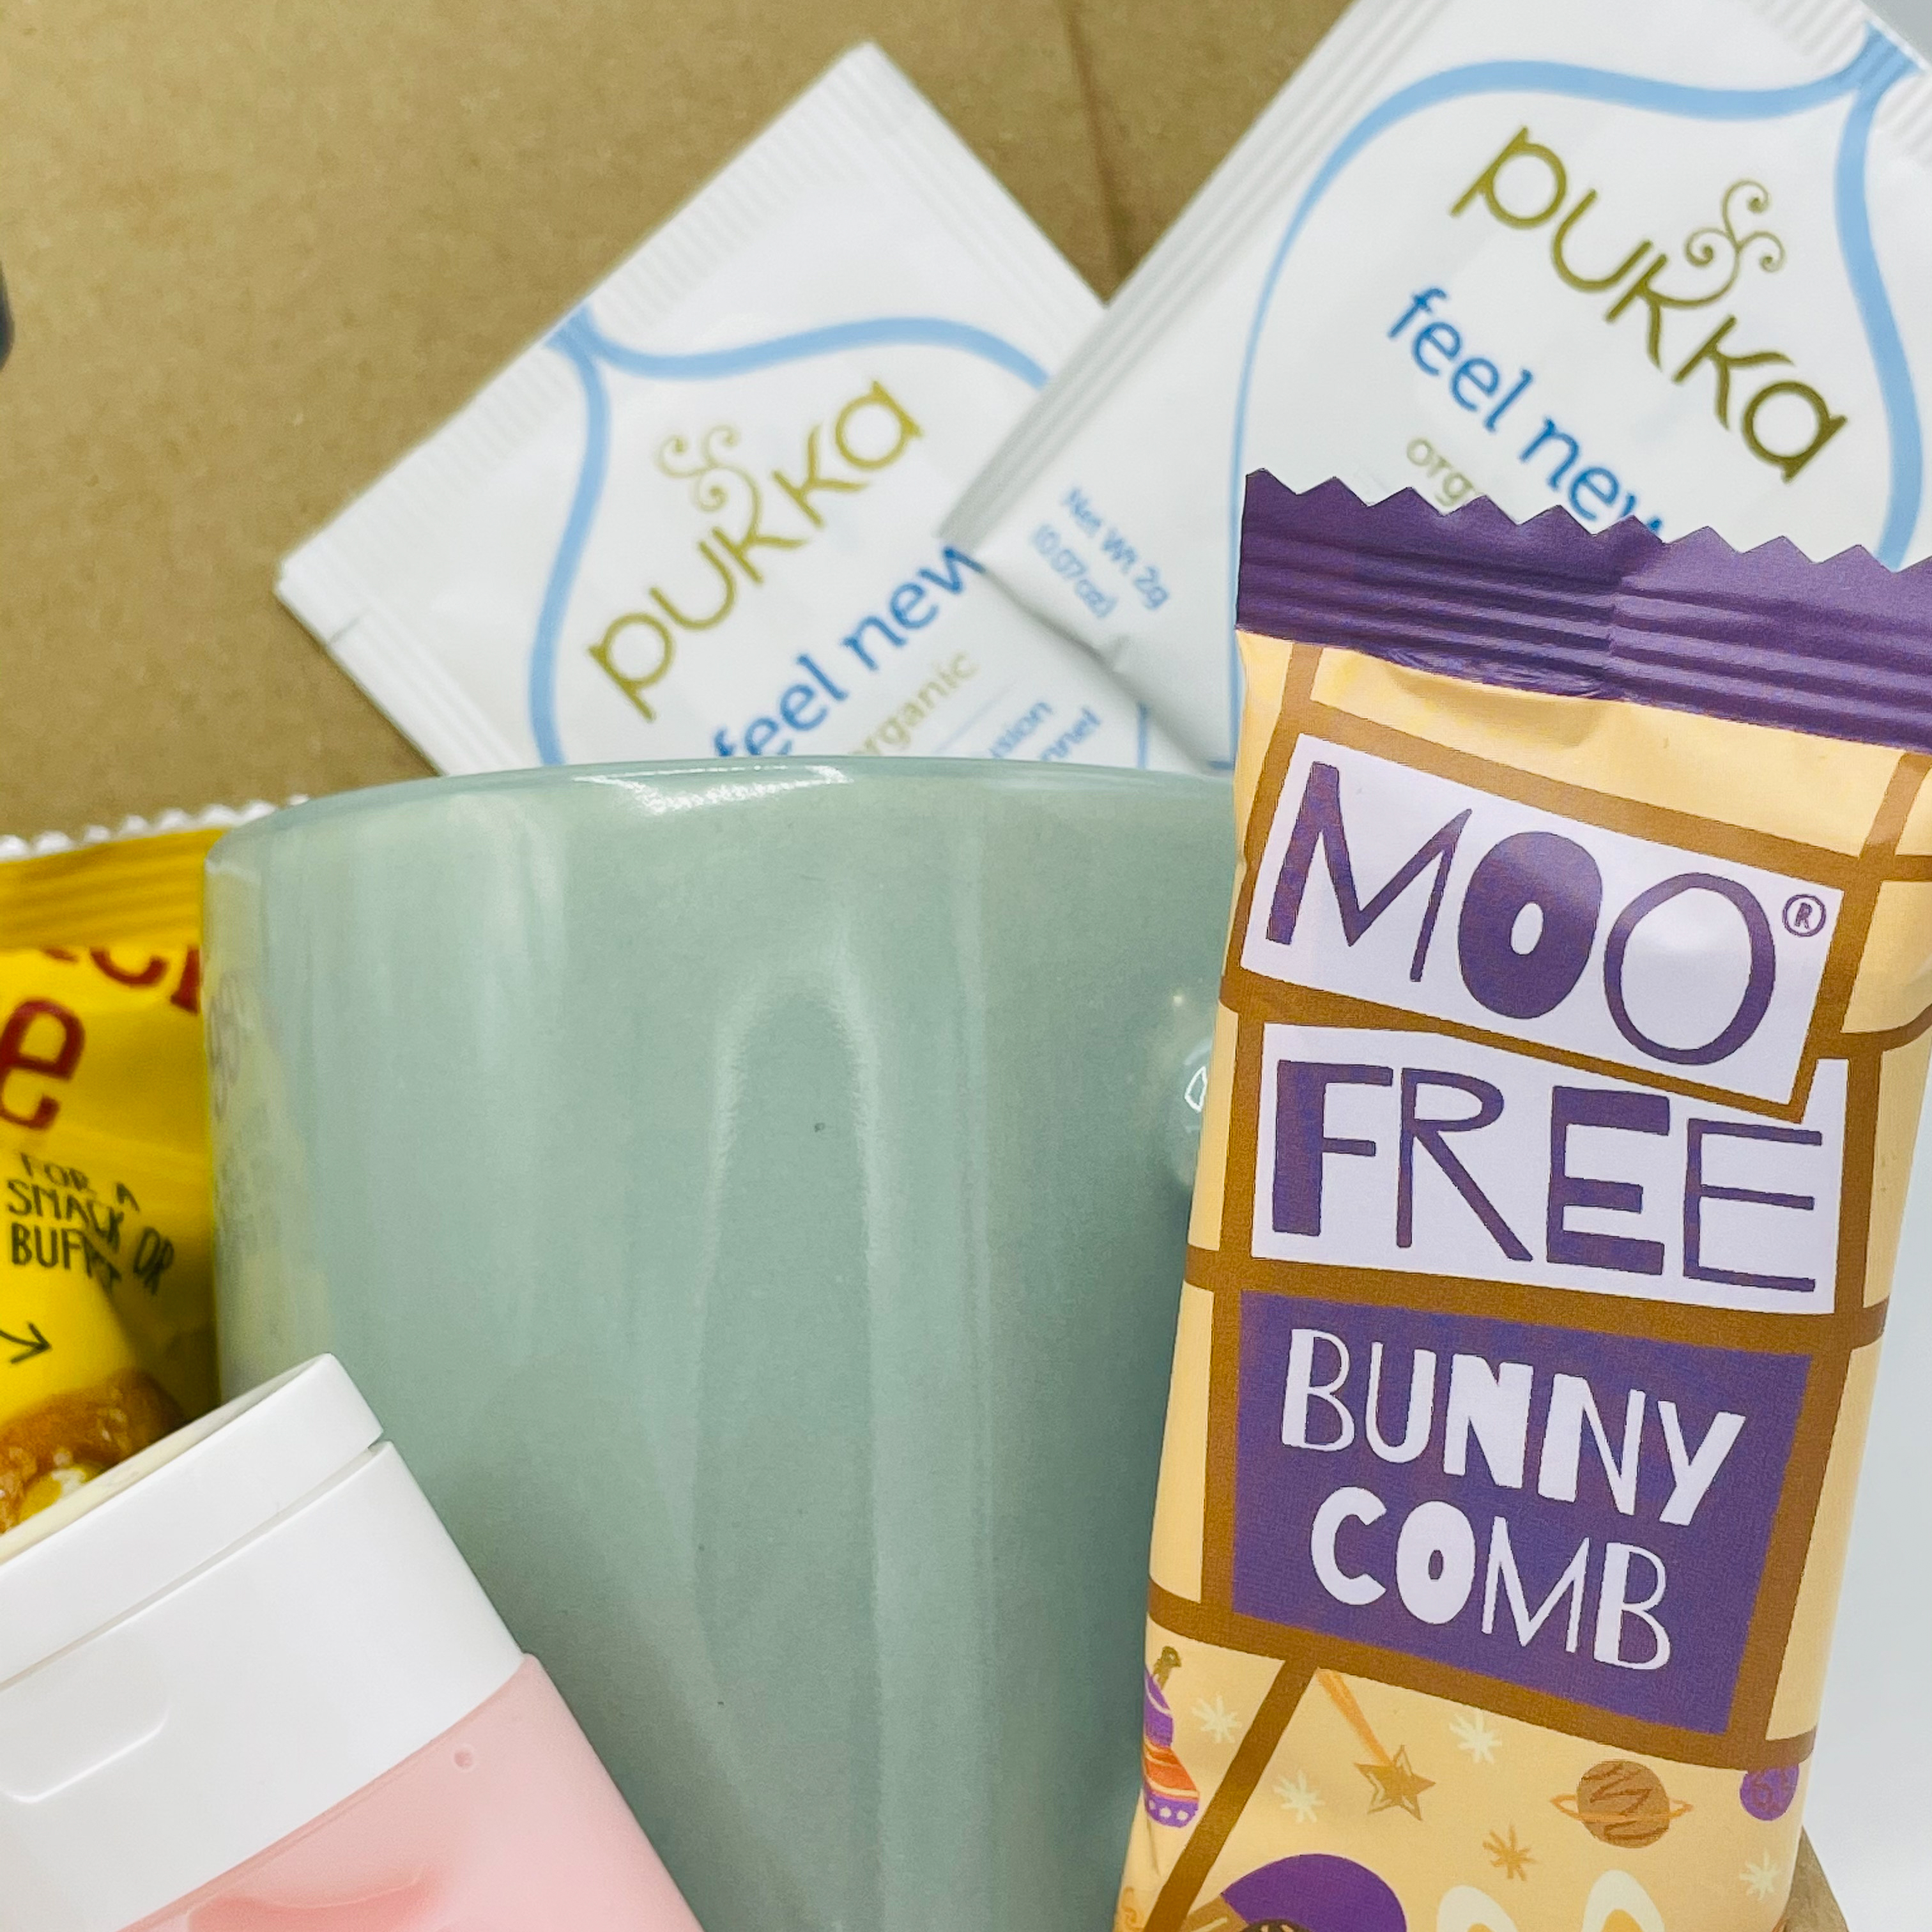 pukka
feel new
organic
pukka
feel new
Net Wt 2g
(0.07oz)
MOO®
FREE
BUNNY
COMB
FOR A
SNACK OR